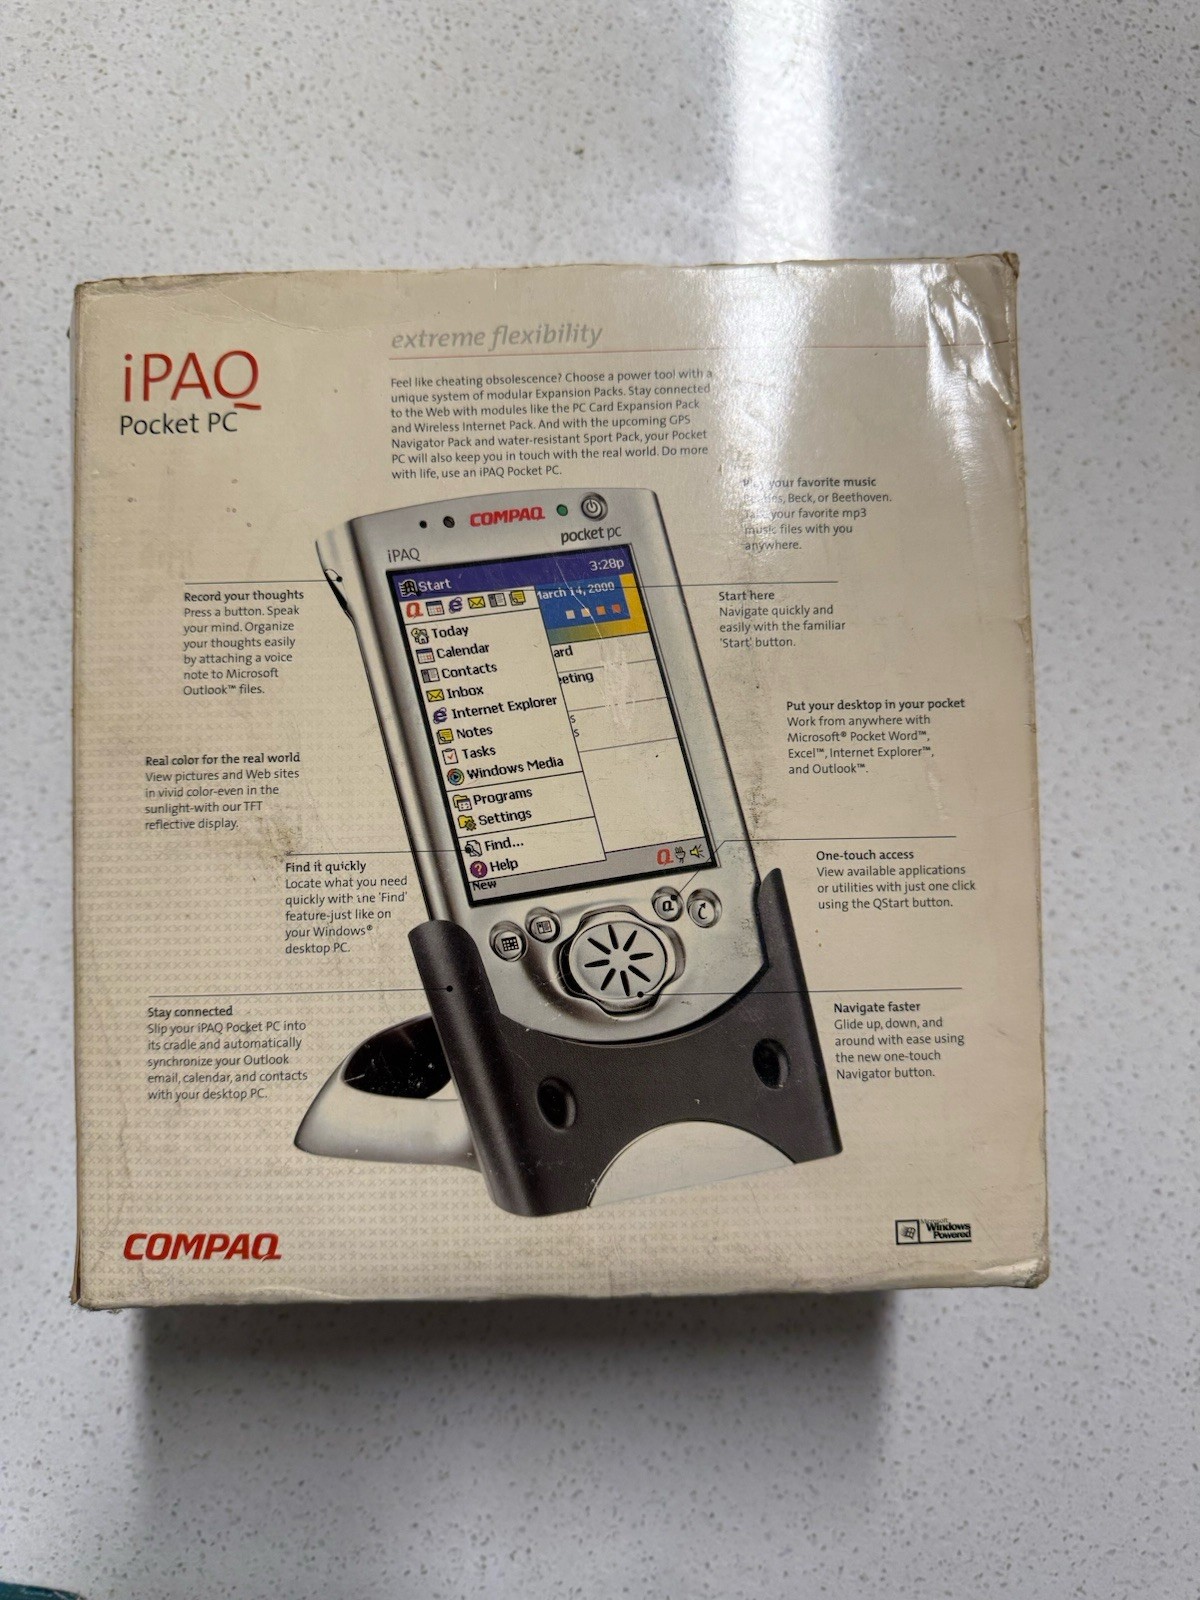 iPAQ
Pocket PC
extreme flexibility
Feel like cheating obsolescence? Choose a power tool with a
unique system of modular Expansion Packs. Stay connected
to the Web with modules like the PC Card Expansion Pack
and Wireless Internet Pack. And with the upcoming GPS
Navigator Pack and water-resistant Sport Pack, your Pocket
PC will also keep you in touch with the real world. Do more
with life, use an iPAQ Pocket PC.
your favorite music
Beck, or Beethoven.
your favorite mp3
music files with you
anywhere.
COMPAQ
pocket pc
iPAQ
Start
3:28p
March 14, 2000
Today
Calendar
Contacts
Inbox
Internet Explorer
Notes
Tasks
Windows Media
Programs
Settings
Find...
Help
New
ard
eeting
s
s
Record your thoughts
Press a button. Speak
your mind. Organize
your thoughts easily
by attaching a voice
note to Microsoft
Outlook™ files.
Start here
Navigate quickly and
easily with the familiar
'Start' button.
Put your desktop in your pocket
Work from anywhere with
Microsoft® Pocket Word™,
Excel™, Internet Explorer™,
and Outlook™.
Real color for the real world
View pictures and Web sites
in vivid color-even in the
sunlight-with our TFT
reflective display.
Find it quickly
Locate what you need
quickly with the 'Find'
feature-just like on
your Windows®
desktop PC.
One-touch access
View available applications
or utilities with just one click
using the QStart button.
Stay connected
Slip your iPAQ Pocket PC into
its cradle and automatically
synchronize your Outlook
email, calendar, and contacts
with your desktop PC.
Navigate faster
Glide up, down, and
around with ease using
the new one-touch
Navigator button.
COMPAQ
Microsoft
Windows
Powered